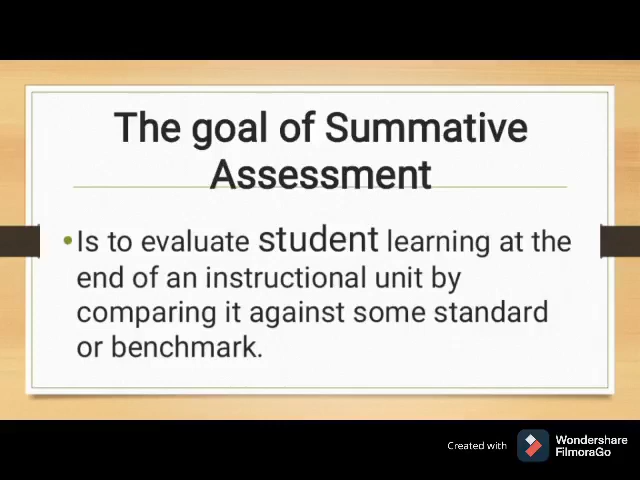 The goal of Summative
Assessment
•Is to evaluate student learning at the
end of an instructional unit by
comparing it against some standard
or benchmark.
Created with
Wondershare
FilmoraGo